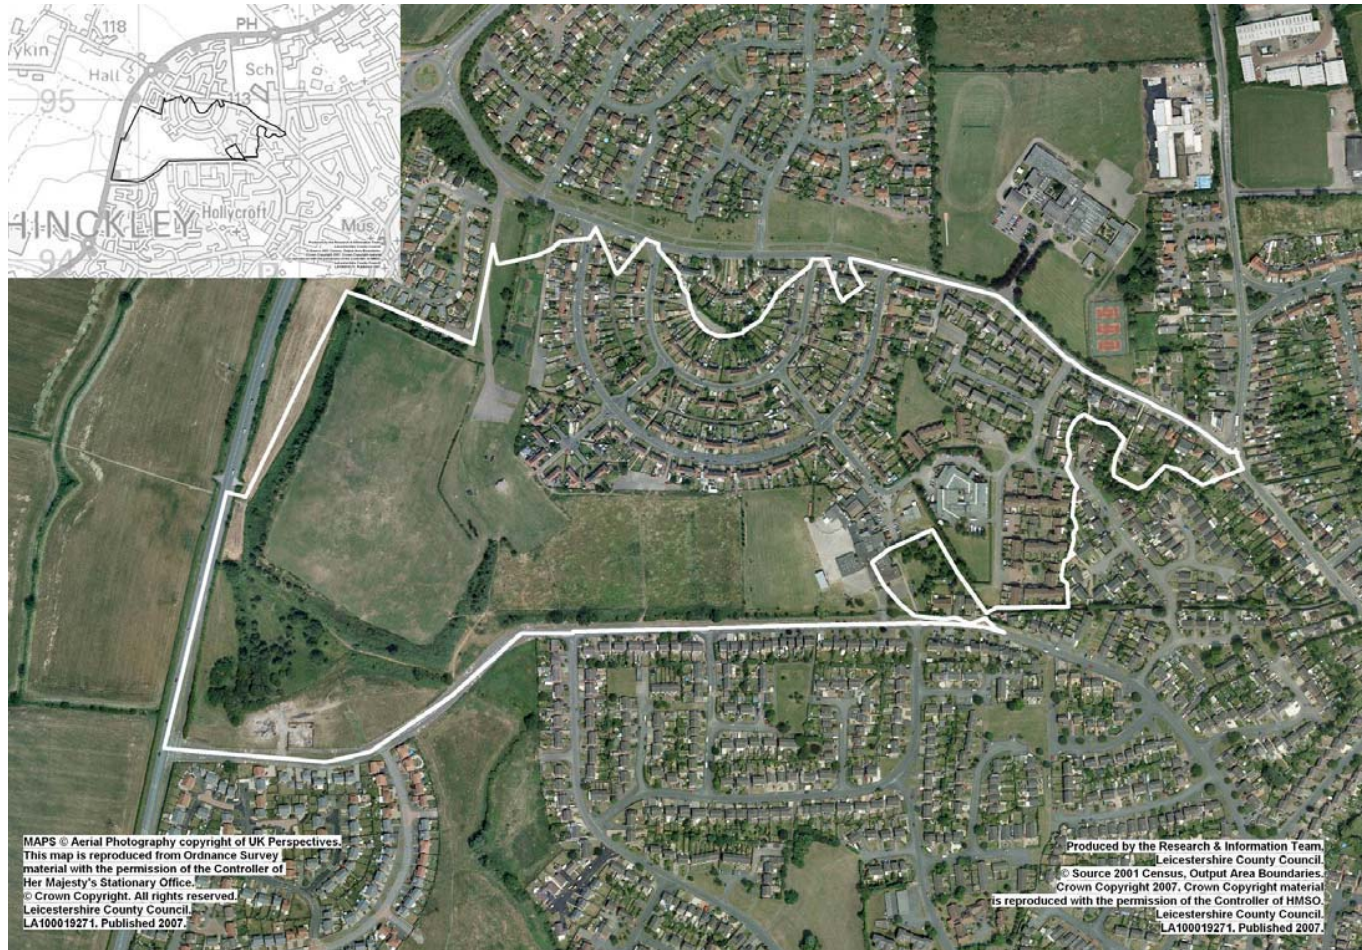 118
PH
ykin
Hall
Sch
95
113
HINCKLEY
Hollycroft
Mus
94
MAPS © Aerial Photography copyright of UK Perspectives.
This map is reproduced from Ordnance Survey
material with the permission of the Controller of
Her Majesty's Stationary Office.
© Crown Copyright. All rights reserved.
Leicestershire County Council.
LA100019271. Published 2007.
Produced by the Research & Information Team.
Leicestershire County Council.
© Source 2001 Census, Output Area Boundaries.
Crown Copyright 2007. Crown Copyright material
is reproduced with the permission of the Controller of HMSO.
Leicestershire County Council.
LA100019271. Published 2007.